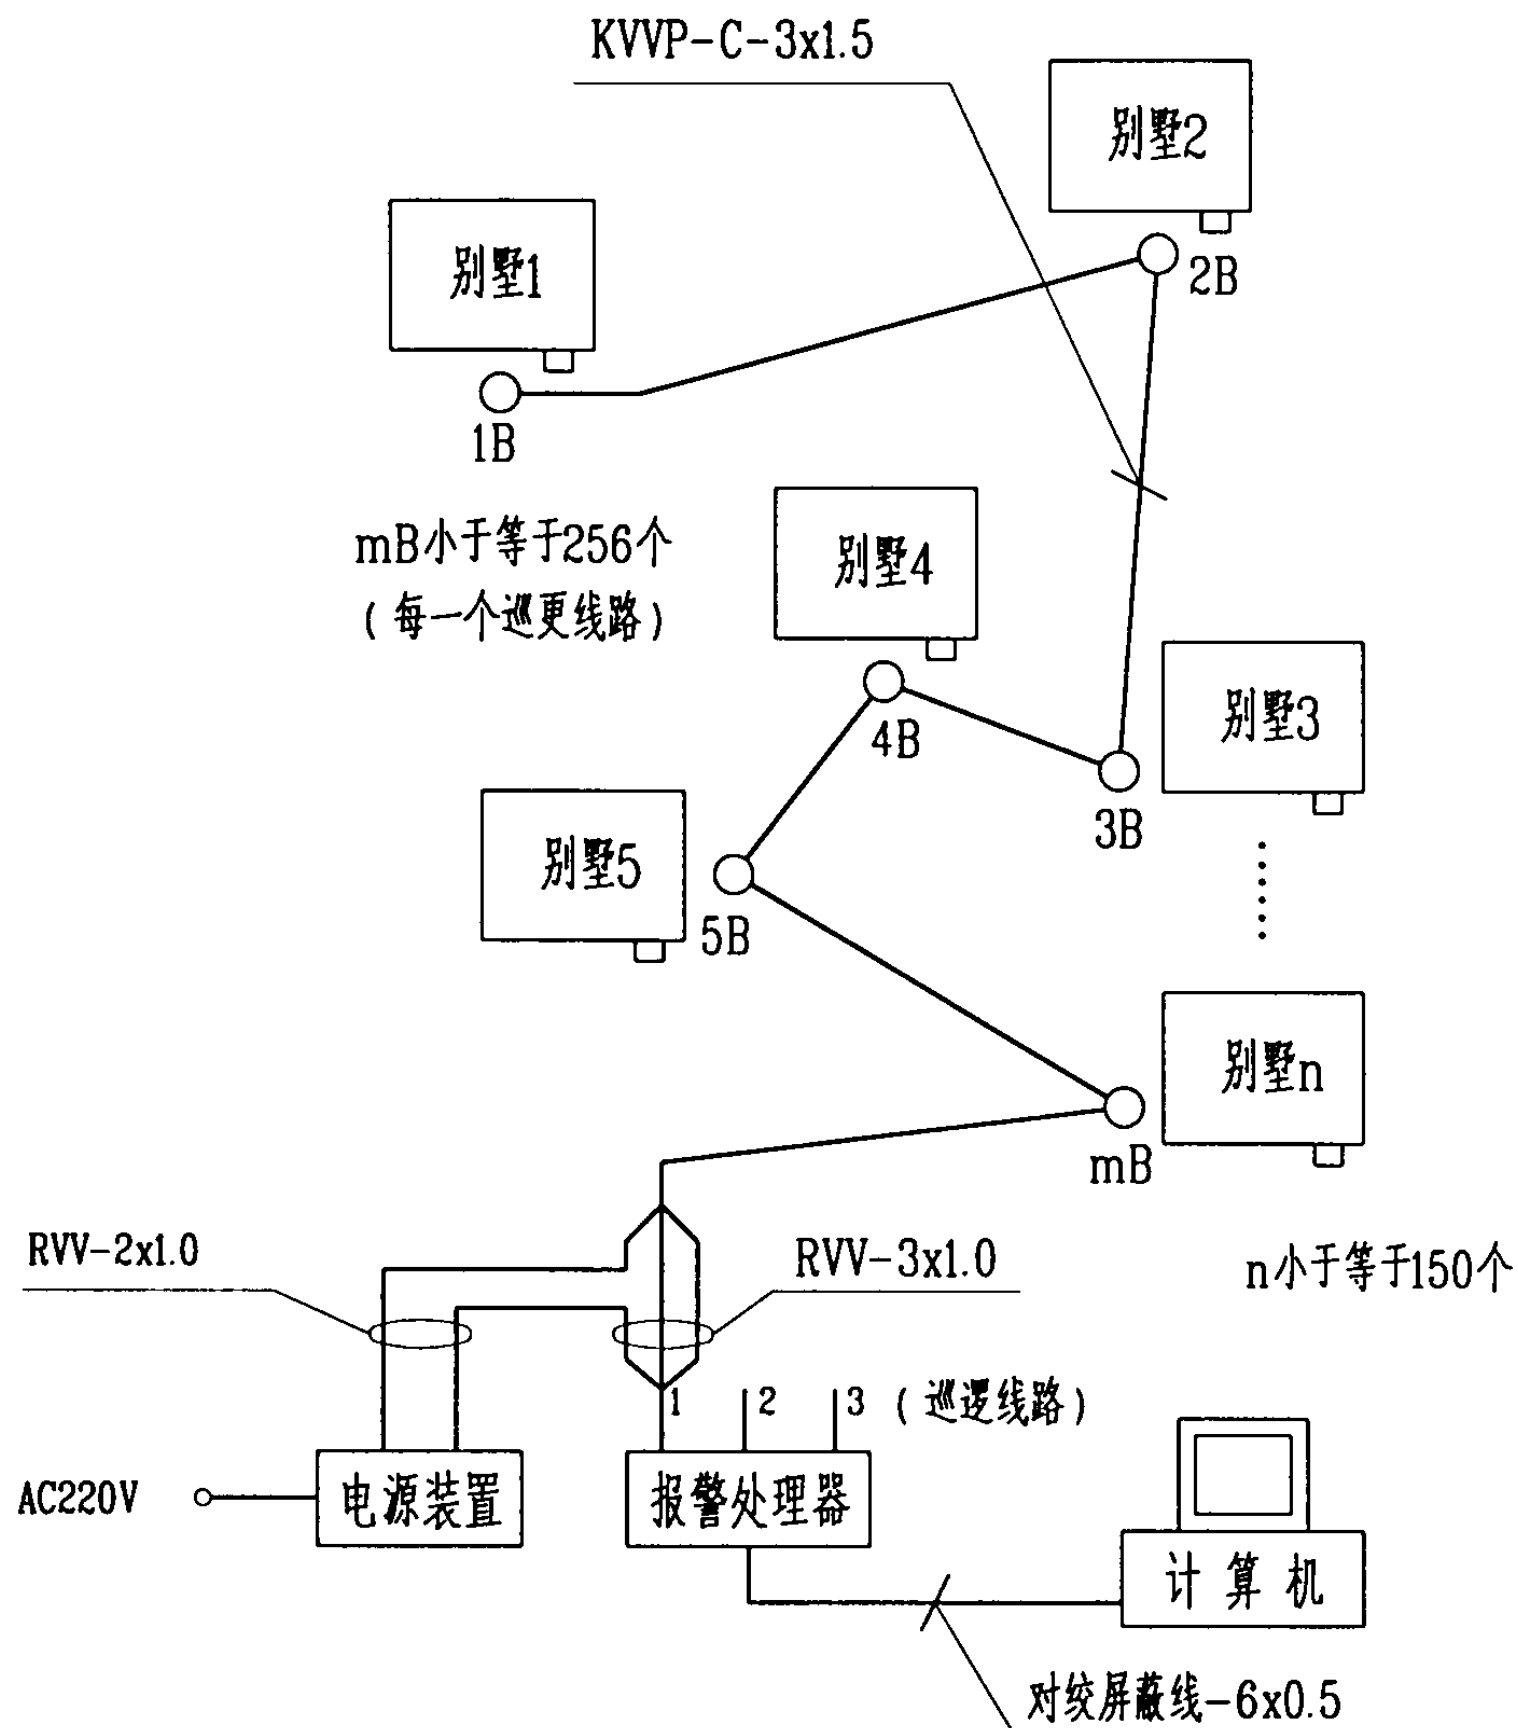 KVVP-C-3x1.5
别墅2
2B
别墅1
1B
mB小于等于256个
(每一个巡更线路)
别墅4
4B
别墅3
3B
别墅5
5B
别墅n
mB
n小于等于150个
RVV-2x1.0
RVV-3x1.0
1
2
3
(巡逻线路)
AC220V
电源装置
报警处理器
计算机
对绞屏蔽线-6x0.5